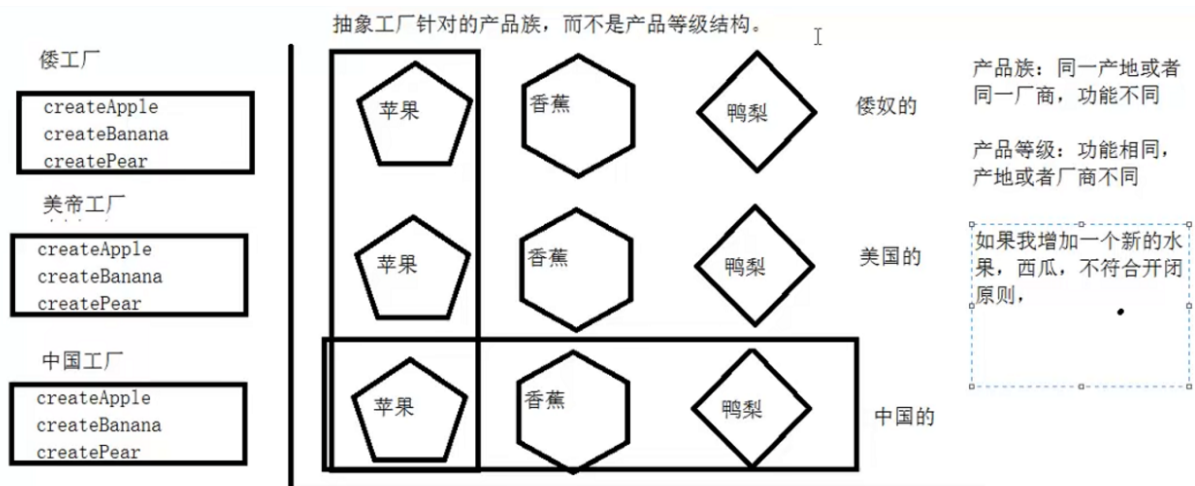 抽象工厂针对的产品族，而不是产品等级结构。
倭工厂
createApple
createBanana
createPear
美帝工厂
createApple
createBanana
createPear
中国工厂
createApple
createBanana
createPear
苹果
香蕉
鸭梨
倭奴的
苹果
香蕉
鸭梨
美国的
苹果
香蕉
鸭梨
中国的
产品族：同一产地或者
同一厂商，功能不同
产品等级：功能相同，
产地或者厂商不同
如果我增加一个新的水
果，西瓜，不符合开闭
原则，